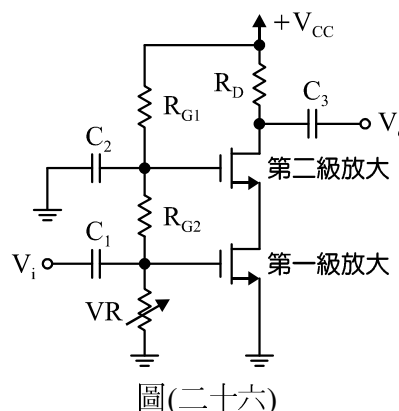 +V_CC
R_D
C_3
R_G1
V
C_2
第二級放大
R_G2
C_1
V_i
第一級放大
VR
圖(二十六)